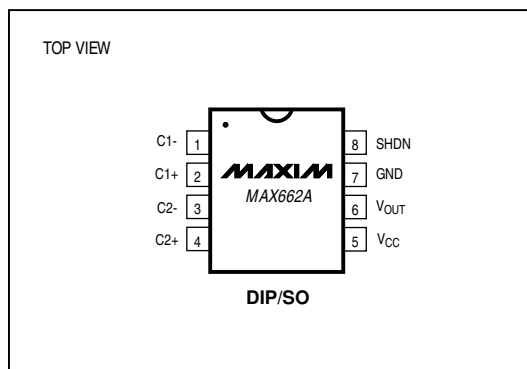 TOP VIEW
C1- 1
C1+ 2
C2- 3
C2+ 4
MAXIM
MAX662A
8 SHDN
7 GND
6 VOUT
5 VCC
DIP/SO